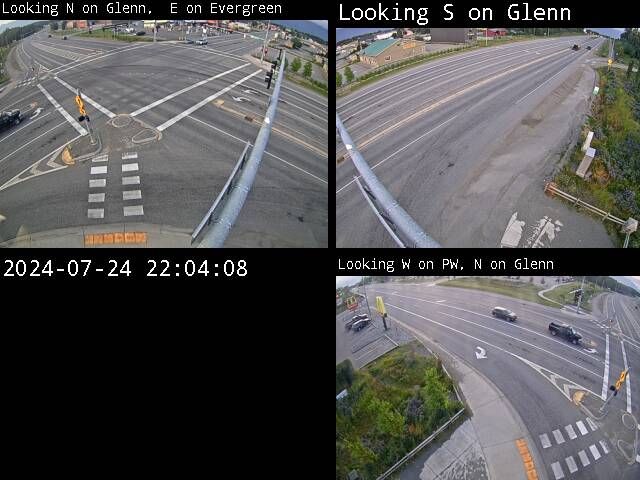 Looking N on Glenn,  E on Evergreen
Looking S on Glenn
2024-07-24 22:04:08
Looking W on PW, N on Glenn